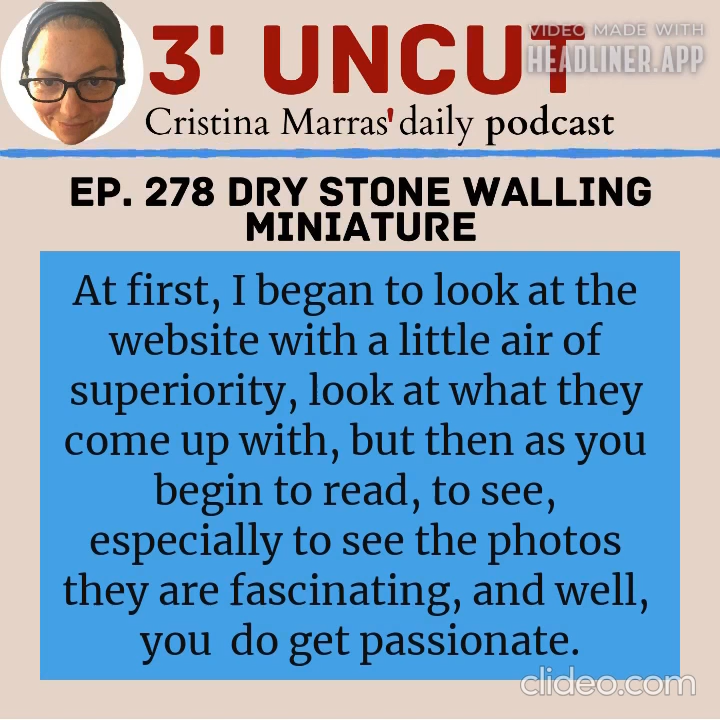 3' UNCUT
VIDEO MADE WITH
HEADLINER.APP
Cristina Marras'daily podcast
EP. 278 DRY STONE WALLING
MINIATURE
At first, I began to look at the
website with a little air of
superiority, look at what they
come up with, but then as you
begin to read, to see,
especially to see the photos
they are fascinating, and well,
you do get passionate.
clideo.com